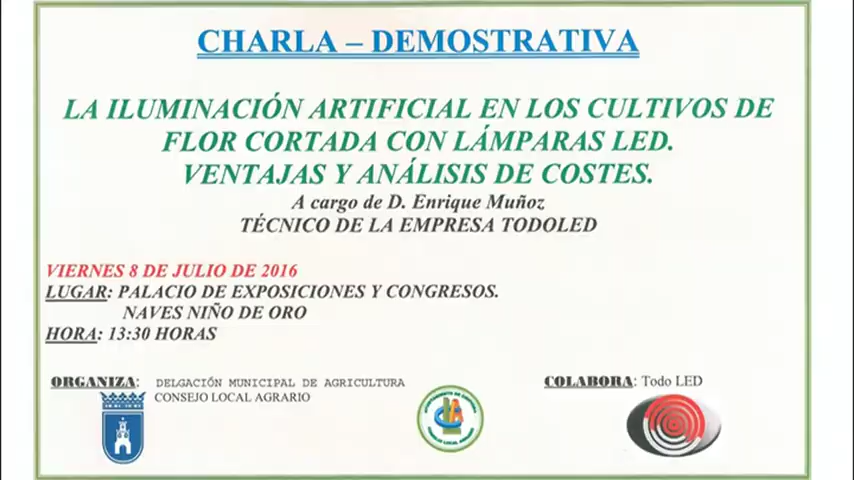 CHARLA – DEMOSTRATIVA
LA ILUMINACIÓN ARTIFICIAL EN LOS CULTIVOS DE
FLOR CORTADA CON LÁMPARAS LED.
VENTAJAS Y ANÁLISIS DE COSTES.
A cargo de D. Enrique Muñoz
TÉCNICO DE LA EMPRESA TODOLED
VIERNES 8 DE JULIO DE 2016
LUGAR: PALACIO DE EXPOSICIONES Y CONGRESOS.
NAVES NIÑO DE ORO
HORA: 13:30 HORAS
ORGANIZA: DELGACIÓN MUNICIPAL DE AGRICULTURA
CONSEJO LOCAL AGRARIO
COLABORA: Todo LED